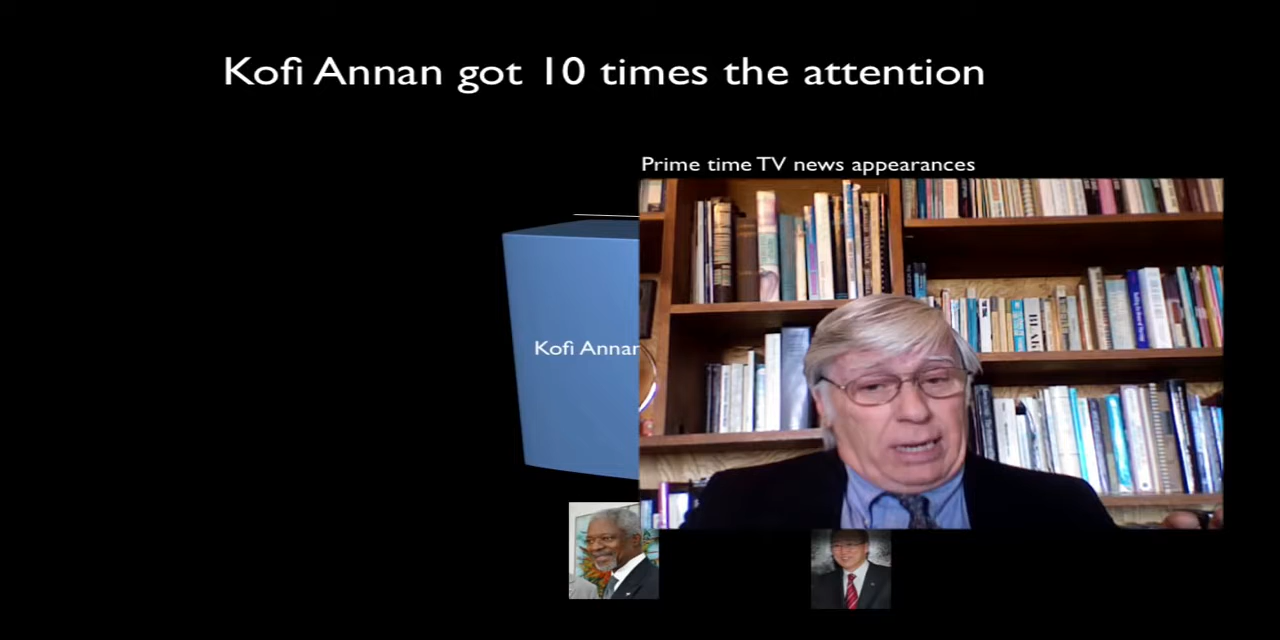 Kofi Annan got 10 times the attention
Prime time TV news appearances
Kofi Annan